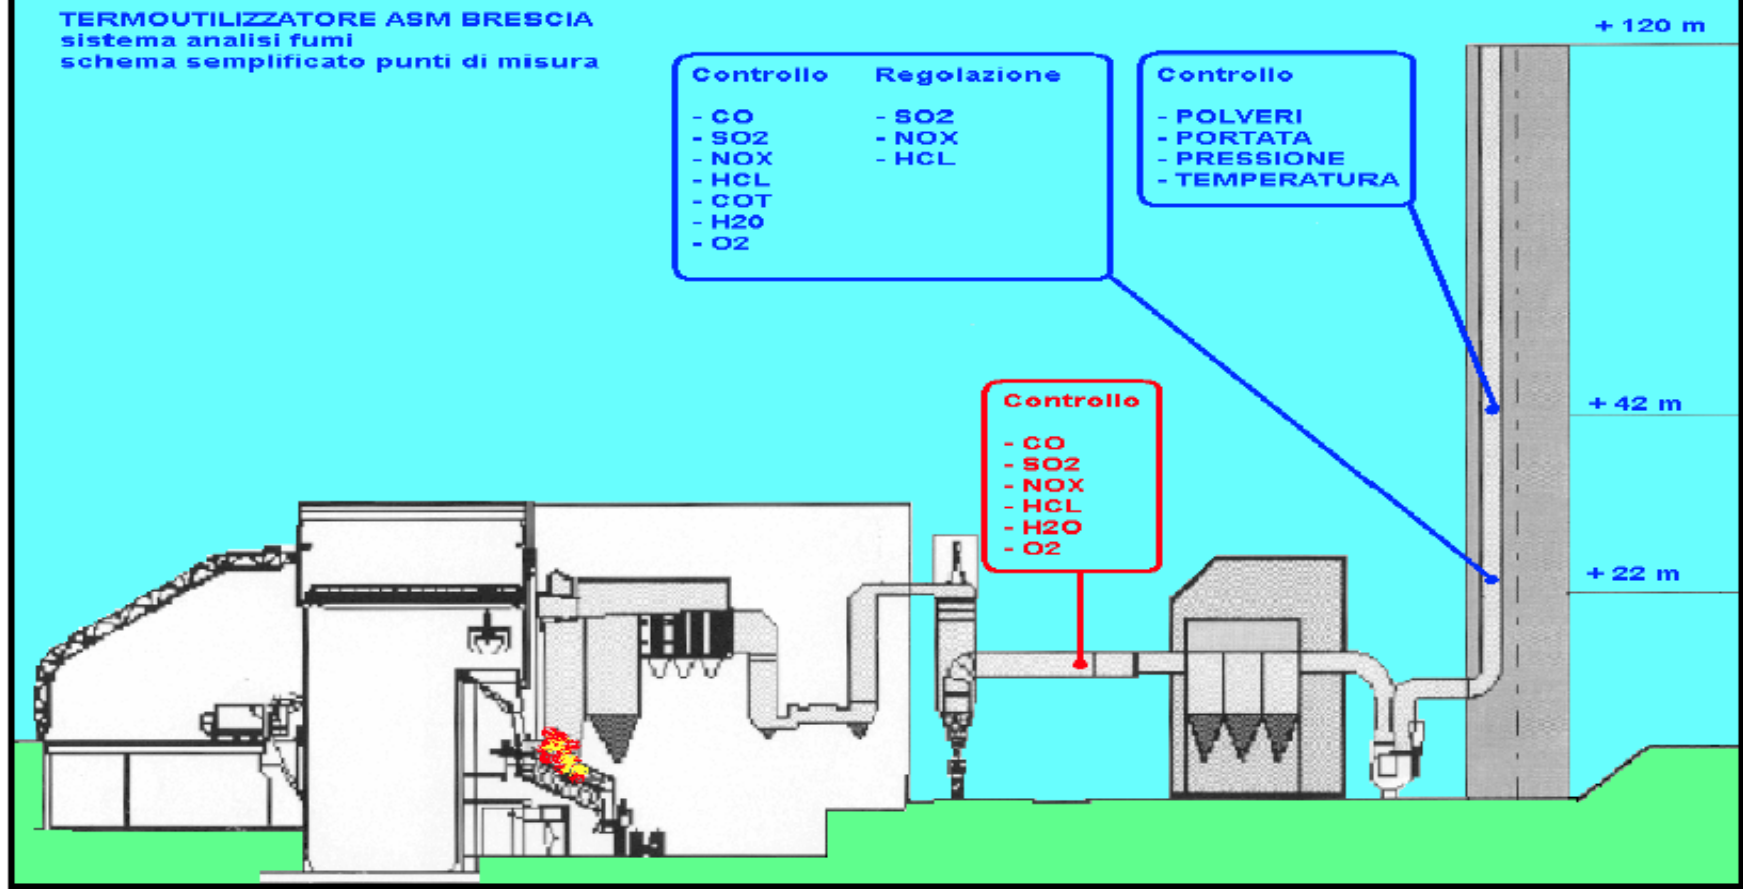 TERMOUTILIZZATORE ASM BRESCIA
sistema analisi fumi
schema semplificato punti di misura
Controllo Regolazione
- CO - SO2
- SO2 - NOX
- NOX - HCL
- HCL
- COT
- H20
- O2
Controllo
- POLVERI
- PORTATA
- PRESSIONE
- TEMPERATURA
+ 120 m
Controllo
- CO
- SO2
- NOX
- HCL
- H2O
- O2
+ 42 m
+ 22 m